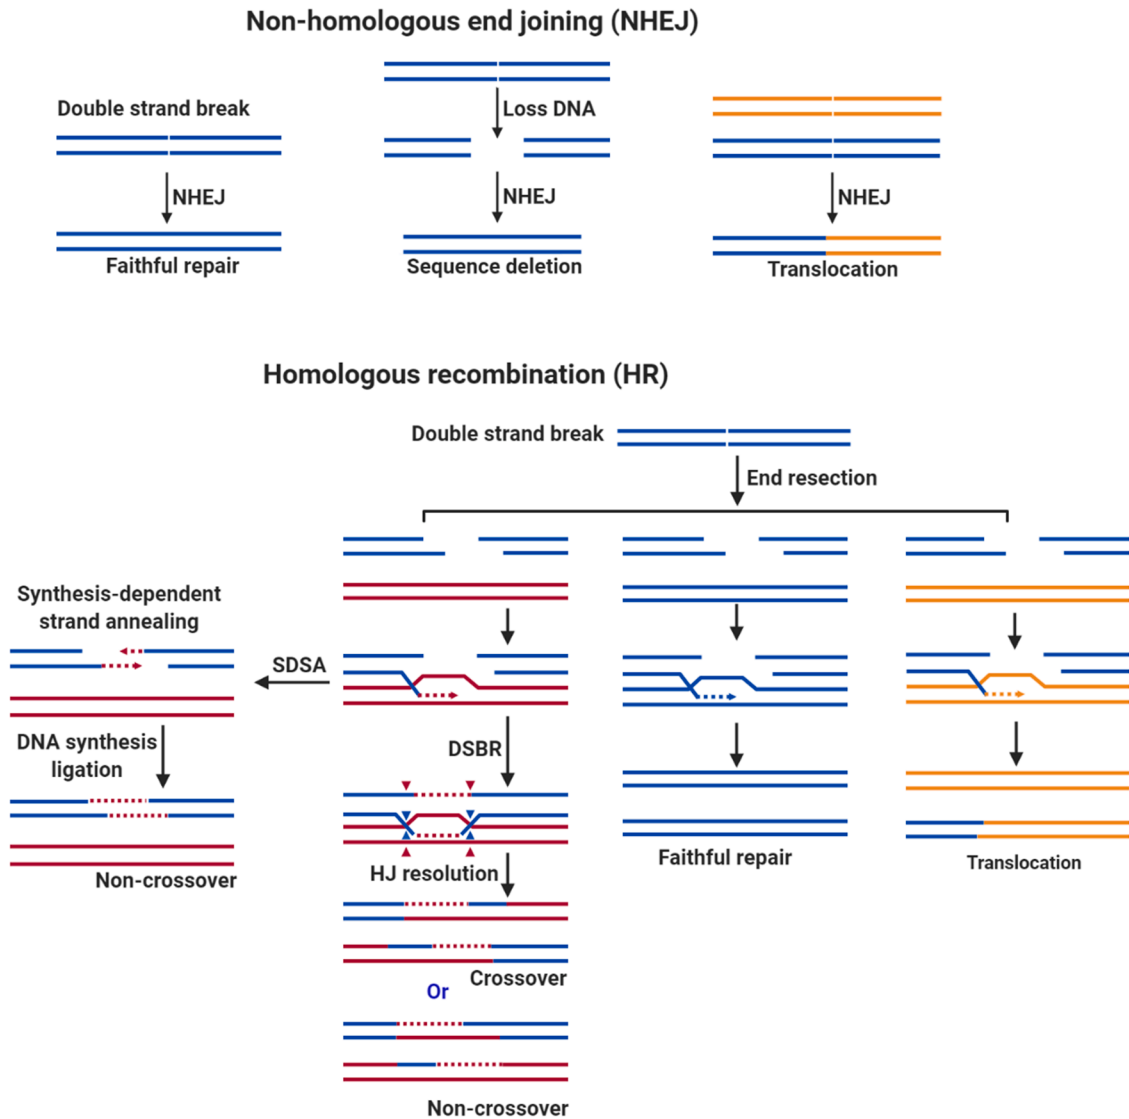 Non-homologous end joining (NHEJ)
Double strand break
NHEJ
Faithful repair
Loss DNA
NHEJ
Sequence deletion
NHEJ
Translocation
Homologous recombination (HR)
Double strand break
End resection
Synthesis-dependent
strand annealing
SDSA
DNA synthesis
ligation
Non-crossover
DSBR
HJ resolution
Crossover
Or
Non-crossover
Faithful repair
Translocation